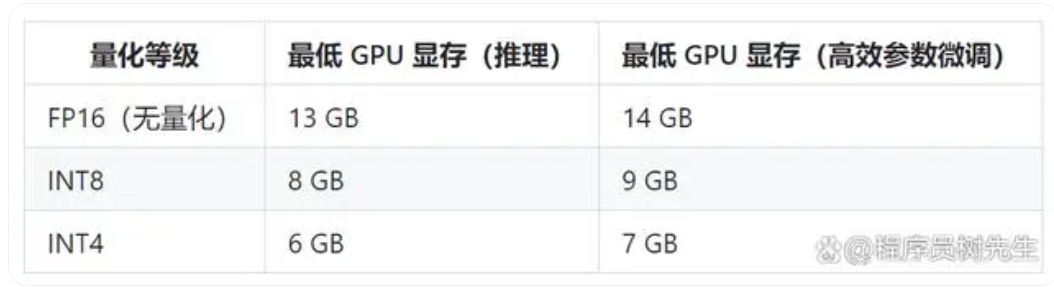 量化等级 最低 GPU 显存（推理） 最低 GPU 显存（高效参数微调）
FP16（无量化） 13 GB 14 GB
INT8 8 GB 9 GB
INT4 6 GB 7 GB
@程序员树先生